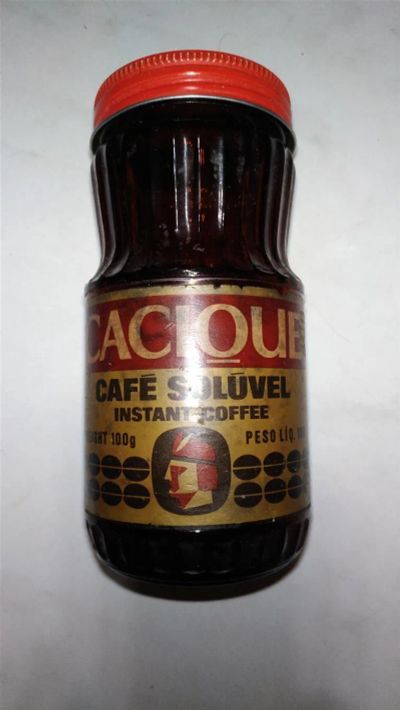 CACIQUE
CAFÉ SOLÚVEL
INSTANT COFFEE
100g PESO LÍQ.